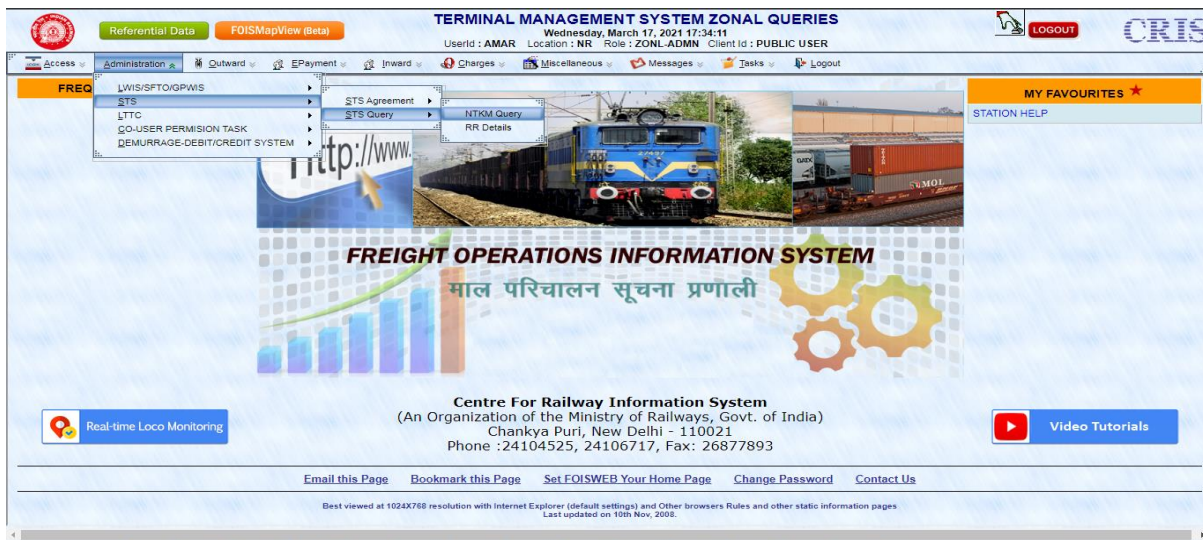 TERMINAL MANAGEMENT SYSTEM ZONAL QUERIES
Referential Data FOISMapView (Beta) Wednesday, March 17, 2021 17:34:11 LOGOUT CRIS
UserId : AMAR Location : NR Role : ZONL-ADMN Client Id : PUBLIC USER
Access Administration Outward EPayment Inward Charges Miscellaneous Messages Tasks Logout
FREQ
LWIS/SFTO/GPWIS
STS
LTTC
CO-USER PERMISION TASK
DEMURRAGE-DEBIT/CREDIT SYSTEM
STS Agreement
STS Query
NTKM Query
RR Details
MY FAVOURITES
STATION HELP
http://www.
27497
GATX
MOL
FREIGHT OPERATIONS INFORMATION SYSTEM
माल परिचालन सूचना प्रणाली
Centre For Railway Information System
(An Organization of the Ministry of Railways, Govt. of India)
Chankya Puri, New Delhi - 110021
Phone :24104525, 24106717, Fax: 26877893
Real-time Loco Monitoring
Video Tutorials
Email this Page Bookmark this Page Set FOISWEB Your Home Page Change Password Contact Us
Best viewed at 1024X768 resolution with Internet Explorer (default settings) and Other browsers Rules and other static information pages
Last updated on 10th Nov, 2008.